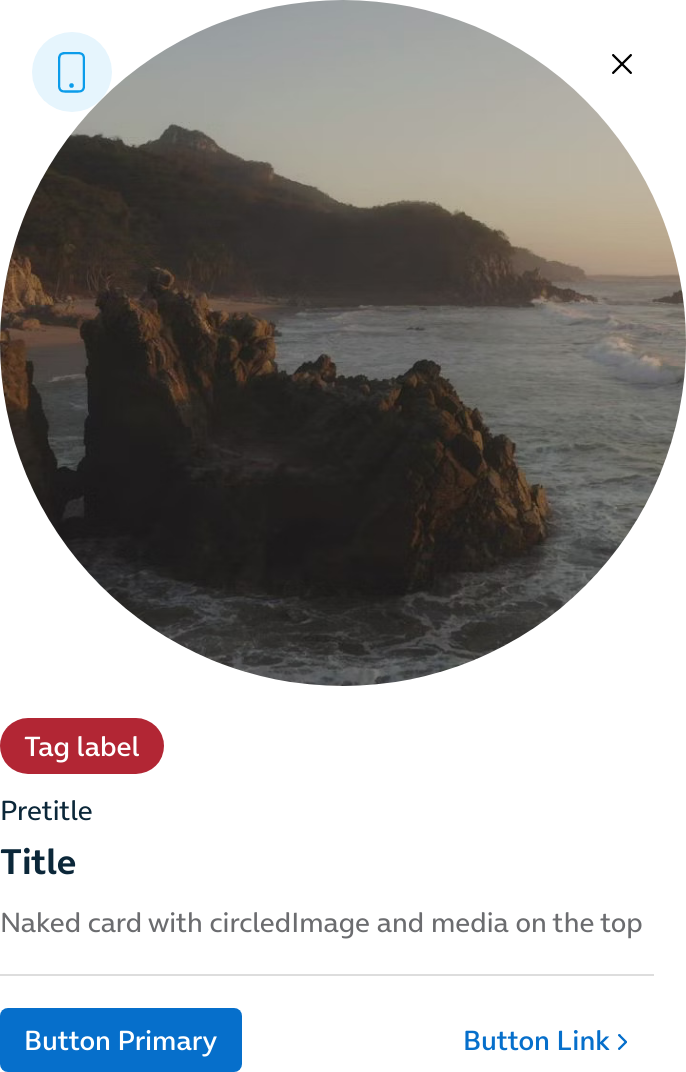 Tag label
Pretitle
Title
Naked card with circledImage and media on the top
Button Primary
Button Link